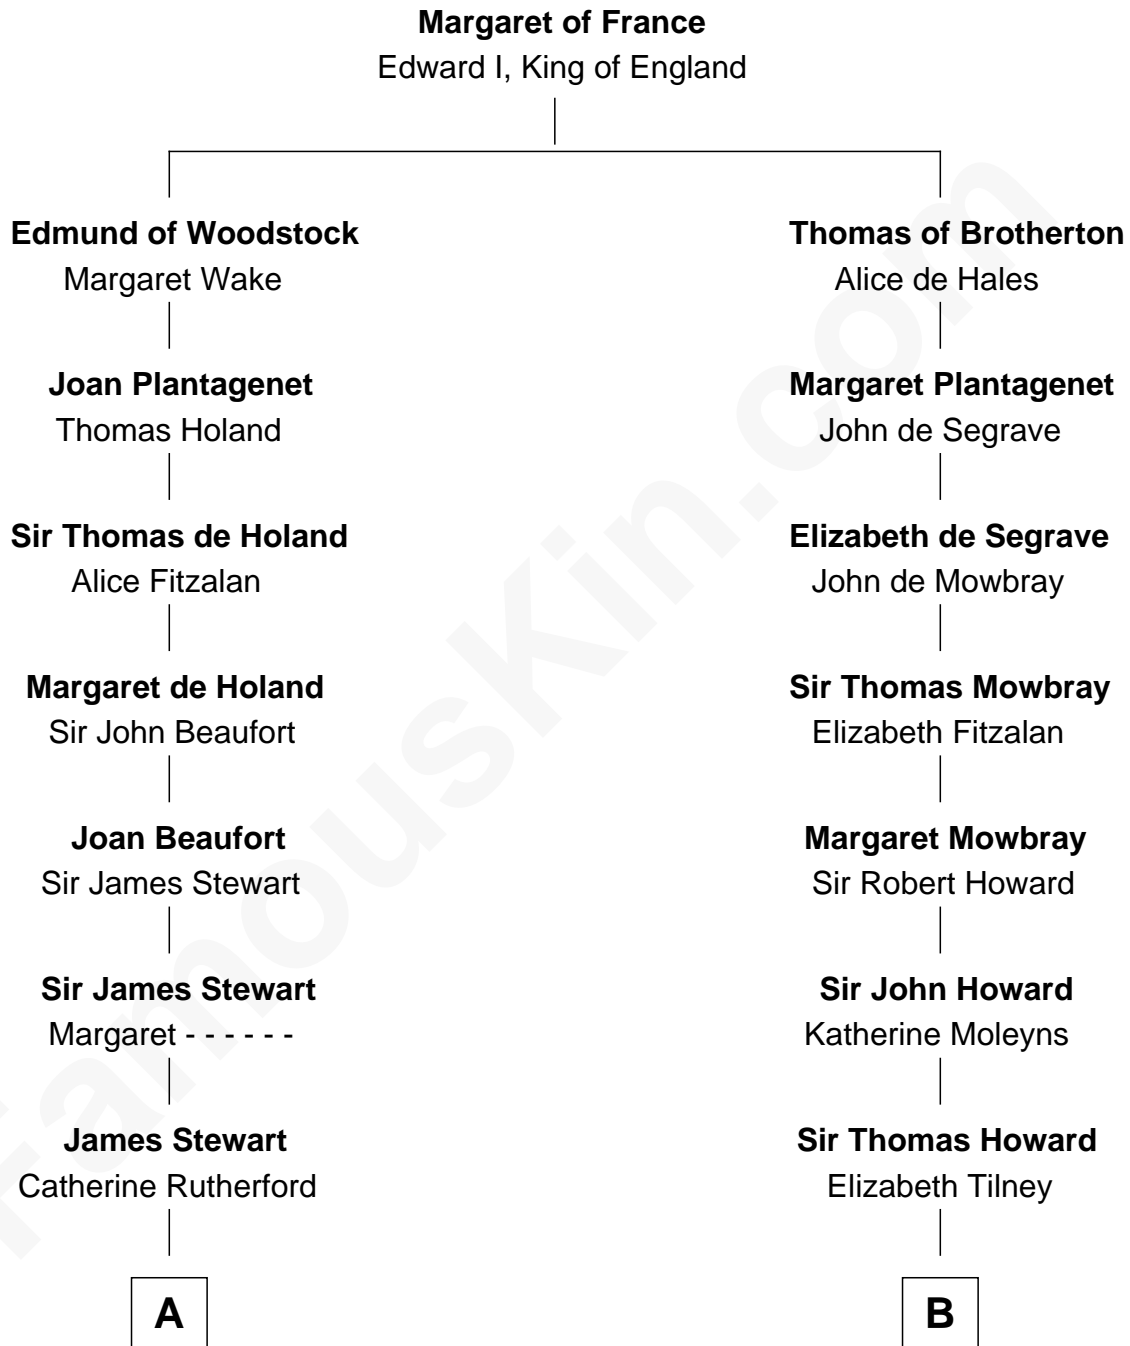 Margaret of France
Edward I, King of England
Edmund of Woodstock
Margaret Wake
Thomas of Brotherton
Alice de Hales
Joan Plantagenet
Thomas Holand
Margaret Plantagenet
John de Segrave
Sir Thomas de Holand
Alice Fitzalan
Elizabeth de Segrave
John de Mowbray
Margaret de Holand
Sir John Beaufort
Sir Thomas Mowbray
Elizabeth Fitzalan
Joan Beaufort
Sir James Stewart
Margaret Mowbray
Sir Robert Howard
Sir James Stewart
Margaret - - - - - -
Sir John Howard
Katherine Moleyns
James Stewart
Catherine Rutherford
Sir Thomas Howard
Elizabeth Tilney
A
B
FamousKin.com